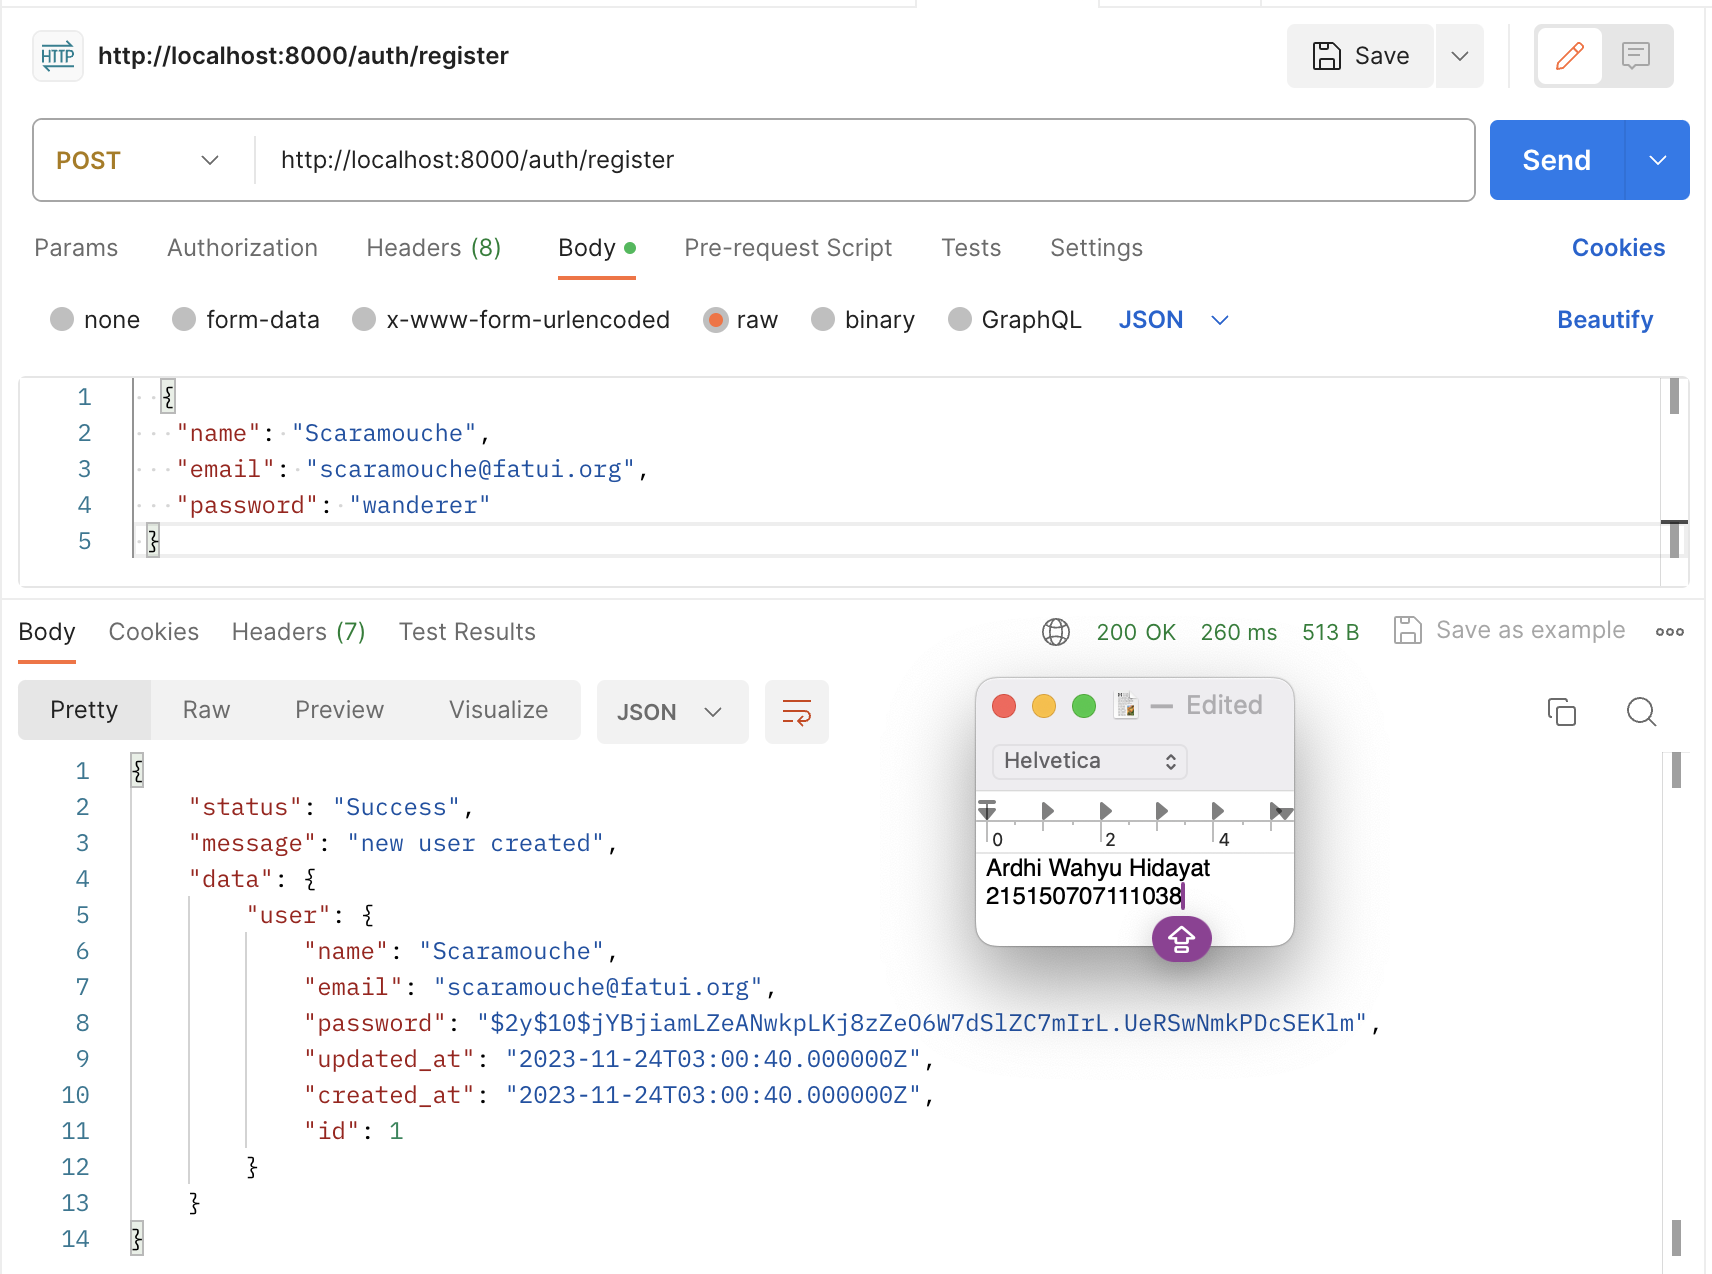 HTTP http://localhost:8000/auth/register Save
POST http://localhost:8000/auth/register Send
Params Authorization Headers (8) Body Pre-request Script Tests Settings Cookies
none form-data x-www-form-urlencoded raw binary GraphQL JSON Beautify
1 {
2 "name": "Scaramouche",
3 "email": "scaramouche@fatui.org",
4 "password": "wanderer"
5 }
Body Cookies Headers (7) Test Results 200 OK 260 ms 513 B Save as example
Pretty Raw Preview Visualize JSON
1 {
2 "status": "Success",
3 "message": "new user created",
4 "data": {
5 "user": {
6 "name": "Scaramouche",
7 "email": "scaramouche@fatui.org",
8 "password": "$2y$10$jYBjiamLZeANwkpLKj8zZeO6W7dSlZC7mIrL.UeRSwNmkPDcSEKlm",
9 "updated_at": "2023-11-24T03:00:40.000000Z",
10 "created_at": "2023-11-24T03:00:40.000000Z",
11 "id": 1
12 }
13 }
14 }
— Edited
Helvetica
0 2 4
Ardhi Wahyu Hidayat
215150707111038